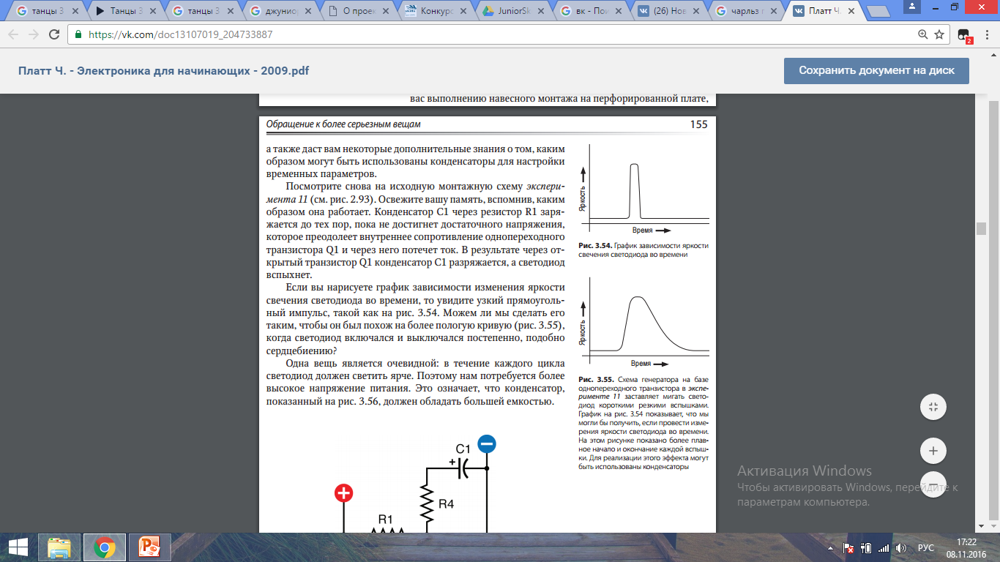 танцы З
Танцы З
танцы З
джуниор
О проек
Конкурс
JuniorSk
вк - Пои
(26) Нов
чарльз п
Платт Ч.
https://vk.com/doc13107019_204733887
2
Платт Ч. - Электроника для начинающих - 2009.pdf
Сохранить документ на диск
вас выполнению навесного монтажа на перфорированной плате,
Обращение к более серьезным вещам
155
а также даст вам некоторые дополнительные знания о том, каким
образом могут быть использованы конденсаторы для настройки
временных параметров.
Посмотрите снова на исходную монтажную схему экспери-
мента 11 (см. рис. 2.93). Освежите вашу память, вспомнив, каким
образом она работает. Конденсатор C1 через резистор R1 заря-
жается до тех пор, пока не достигнет достаточного напряжения,
которое преодолеет внутреннее сопротивление однопереходного
транзистора Q1 и через него потечет ток. В результате через от-
крытый транзистор Q1 конденсатор C1 разряжается, а светодиод
вспыхнет.
Если вы нарисуете график зависимости изменения яркости
свечения светодиода во времени, то увидите узкий прямоуголь-
ный импульс, такой как на рис. 3.54. Можем ли мы сделать его
таким, чтобы он был похож на более пологую кривую (рис. 3.55),
когда светодиод включался и выключался постепенно, подобно
сердцебиению?
Одна вещь является очевидной: в течение каждого цикла
светодиод должен светить ярче. Поэтому нам потребуется более
высокое напряжение питания. Это означает, что конденсатор,
показанный на рис. 3.56, должен обладать большей емкостью.
Яркость
Время
Рис. 3.54. График зависимости яркости
свечения светодиода во времени
Яркость
Время
Рис. 3.55. Схема генератора на базе
однопереходного транзистора в экспе-
рименте 11 заставляет мигать свето-
диод короткими резкими вспышками.
График на рис. 3.54 показывает, что мы
могли бы получить, если провести изме-
рения яркости светодиода во времени.
На этом рисунке показано более плав-
ное начало и окончание каждой вспыш-
ки. Для реализации этого эффекта могут
быть использованы конденсаторы
C1
+
R4
R1
Активация Windows
Чтобы активировать Windows, перейдите к
параметрам компьютера.
РУС
17:22
08.11.2016